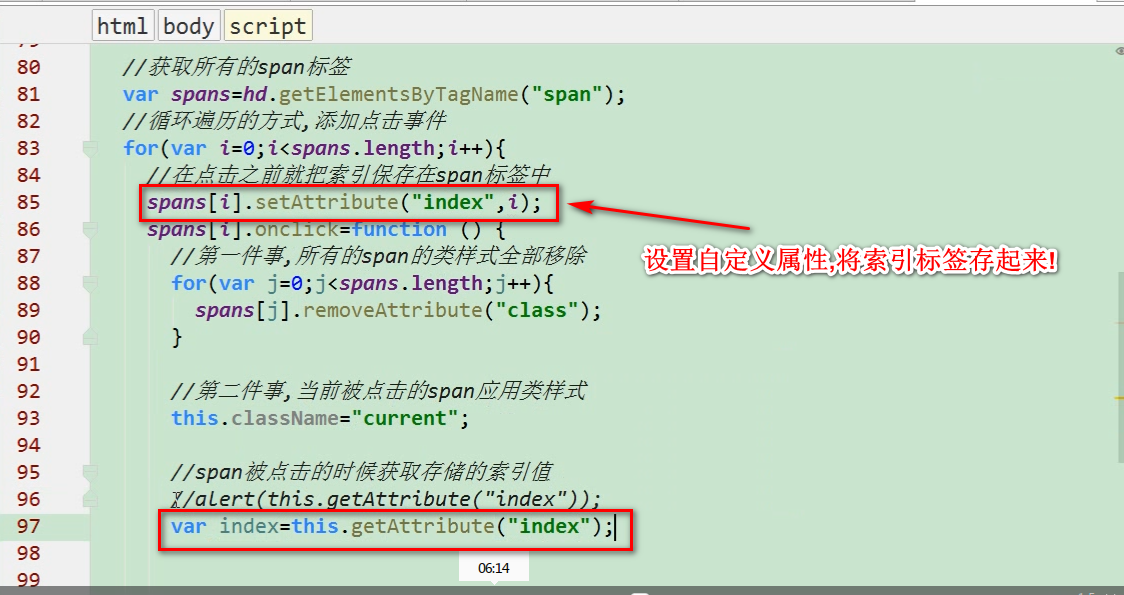 html body script
80 //获取所有的span标签
81 var spans=hd.getElementsByTagName("span");
82 //循环遍历的方式,添加点击事件
83 for(var i=0;i<spans.length;i++){
84 //在点击之前就把索引保存在span标签中
85 spans[i].setAttribute("index",i);
86 spans[i].onclick=function () {
设置自定义属性,将索引标签存起来!
87 //第一件事,所有的span的类样式全部移除
88 for(var j=0;j<spans.length;j++){
89 spans[j].removeAttribute("class");
90 }
91
92 //第二件事,当前被点击的span应用类样式
93 this.className="current";
94
95 //span被点击的时候获取存储的索引值
96 //alert(this.getAttribute("index"));
97 var index=this.getAttribute("index");
98
99
06:14